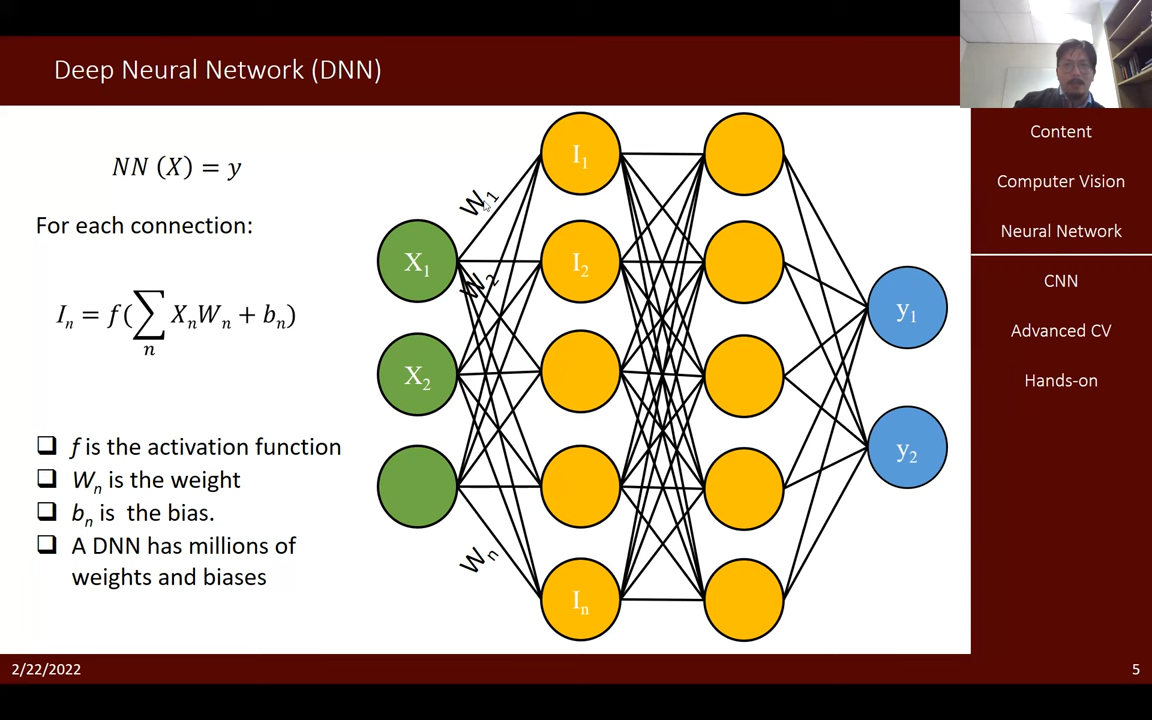 Deep Neural Network (DNN)
NN (X) = y
For each connection:
Iₙ = f(∑ₙ XₙWₙ + bₙ)
❑ f is the activation function
❑ Wₙ is the weight
❑ bₙ is the bias.
❑ A DNN has millions of
weights and biases
X₁
X₂
W₁
W₂
Wₙ
I₁
I₂
Iₙ
y₁
y₂
Content
Computer Vision
Neural Network
CNN
Advanced CV
Hands-on
2/22/2022
5